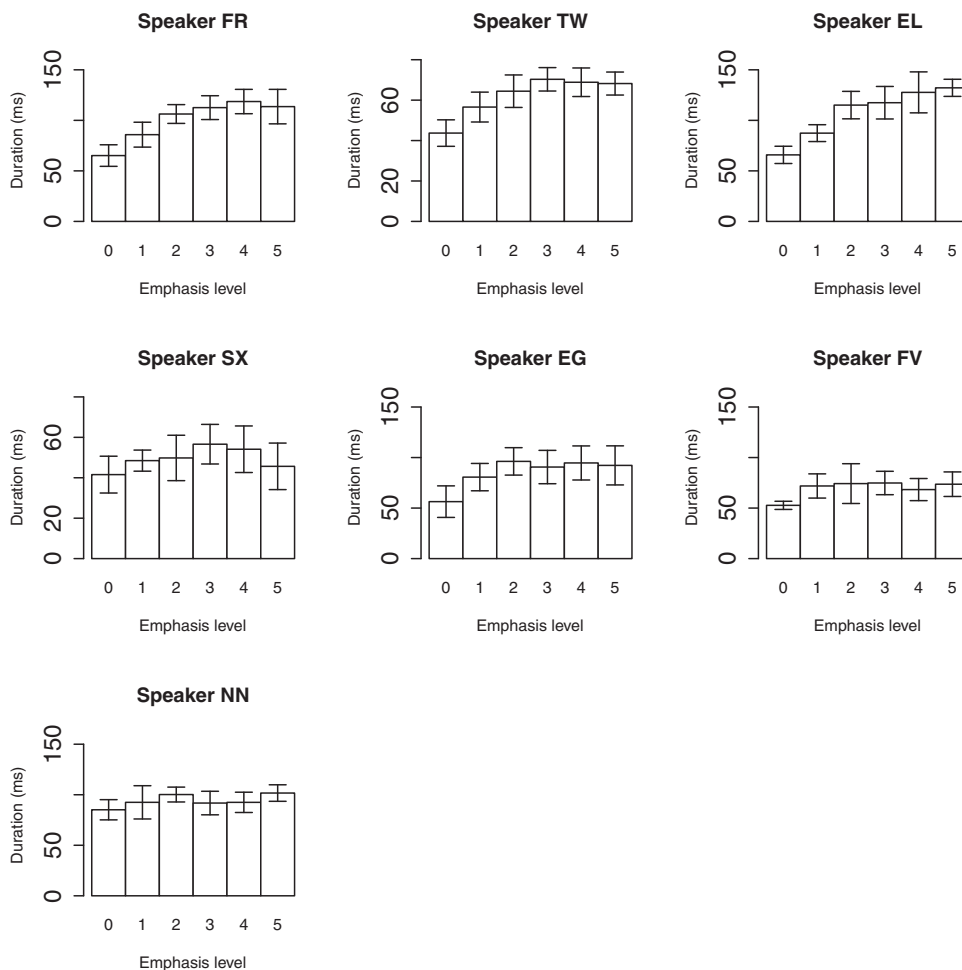 Speaker FR
Duration (ms)
0 50 150
0 1 2 3 4 5
Emphasis level
Speaker TW
Duration (ms)
0 20 60
0 1 2 3 4 5
Emphasis level
Speaker EL
Duration (ms)
0 50 150
0 1 2 3 4 5
Emphasis level
Speaker SX
Duration (ms)
0 20 60
0 1 2 3 4 5
Emphasis level
Speaker EG
Duration (ms)
0 50 150
0 1 2 3 4 5
Emphasis level
Speaker FV
Duration (ms)
0 50 150
0 1 2 3 4 5
Emphasis level
Speaker NN
Duration (ms)
0 50 150
0 1 2 3 4 5
Emphasis level